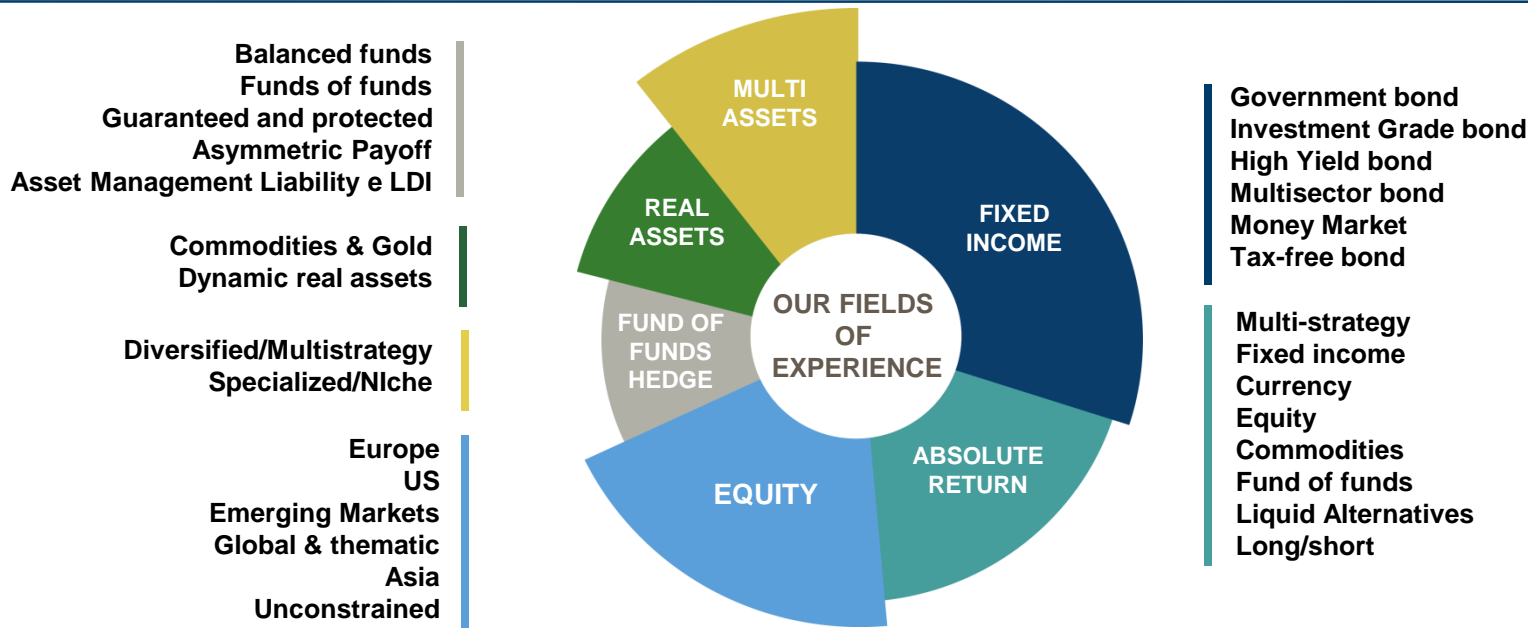 Balanced funds
Funds of funds
Guaranteed and protected
Asymmetric Payoff
Asset Management Liability e LDI
Commodities & Gold
Dynamic real assets
Diversified/Multistrategy
Specialized/NIche
Europe
US
Emerging Markets
Global & thematic
Asia
Unconstrained
MULTI
ASSETS
REAL
ASSETS
FUND OF
FUNDS
HEDGE
EQUITY
OUR FIELDS
OF
EXPERIENCE
FIXED
INCOME
ABSOLUTE
RETURN
Government bond
Investment Grade bond
High Yield bond
Multisector bond
Money Market
Tax-free bond
Multi-strategy
Fixed income
Currency
Equity
Commodities
Fund of funds
Liquid Alternatives
Long/short